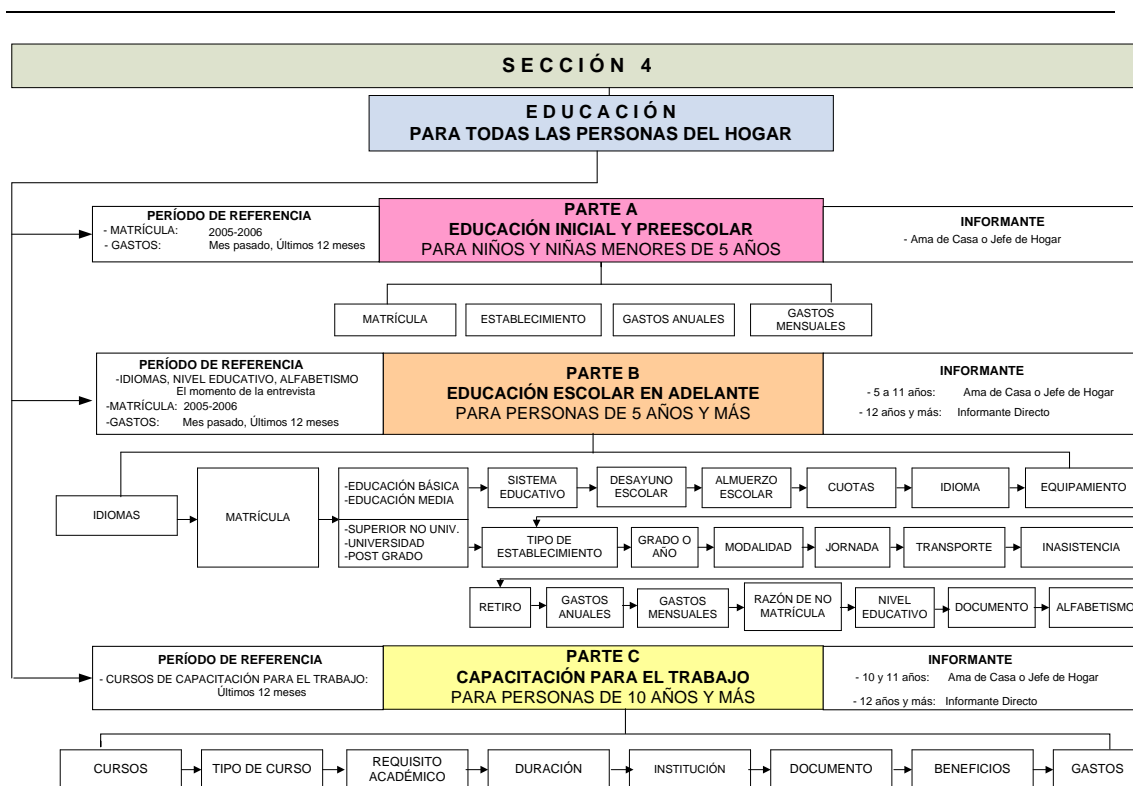 SECCIÓN 4
EDUCACIÓN
PARA TODAS LAS PERSONAS DEL HOGAR
PERÍODO DE REFERENCIA
- MATRÍCULA: 2005-2006
- GASTOS: Mes pasado, Últimos 12 meses
PARTE A
EDUCACIÓN INICIAL Y PREESCOLAR
PARA NIÑOS Y NIÑAS MENORES DE 5 AÑOS
INFORMANTE
- Ama de Casa o Jefe de Hogar
MATRÍCULA
ESTABLECIMIENTO
GASTOS ANUALES
GASTOS
MENSUALES
PERÍODO DE REFERENCIA
-IDIOMAS, NIVEL EDUCATIVO, ALFABETISMO
El momento de la entrevista
-MATRÍCULA: 2005-2006
-GASTOS: Mes pasado, Últimos 12 meses
PARTE B
EDUCACIÓN ESCOLAR EN ADELANTE
PARA PERSONAS DE 5 AÑOS Y MÁS
INFORMANTE
- 5 a 11 años: Ama de Casa o Jefe de Hogar
- 12 años y más: Informante Directo
IDIOMAS
MATRÍCULA
-EDUCACIÓN BÁSICA
-EDUCACIÓN MEDIA
-SUPERIOR NO UNIV.
-UNIVERSIDAD
-POST GRADO
SISTEMA
EDUCATIVO
DESAYUNO
ESCOLAR
ALMUERZO
ESCOLAR
CUOTAS
IDIOMA
EQUIPAMIENTO
TIPO DE
ESTABLECIMIENTO
GRADO O
AÑO
MODALIDAD
JORNADA
TRANSPORTE
INASISTENCIA
RETIRO
GASTOS
ANUALES
GASTOS
MENSUALES
RAZÓN DE NO
MATRÍCULA
NIVEL
EDUCATIVO
DOCUMENTO
ALFABETISMO
PERÍODO DE REFERENCIA
- CURSOS DE CAPACITACIÓN PARA EL TRABAJO:
Últimos 12 meses
PARTE C
CAPACITACIÓN PARA EL TRABAJO
PARA PERSONAS DE 10 AÑOS Y MÁS
INFORMANTE
- 10 y 11 años: Ama de Casa o Jefe de Hogar
- 12 años y más: Informante Directo
CURSOS
TIPO DE CURSO
REQUISITO
ACADÉMICO
DURACIÓN
INSTITUCIÓN
DOCUMENTO
BENEFICIOS
GASTOS